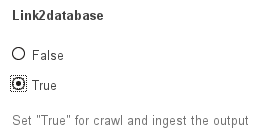 Link2database
False
True
Set "True" for crawl and ingest the output